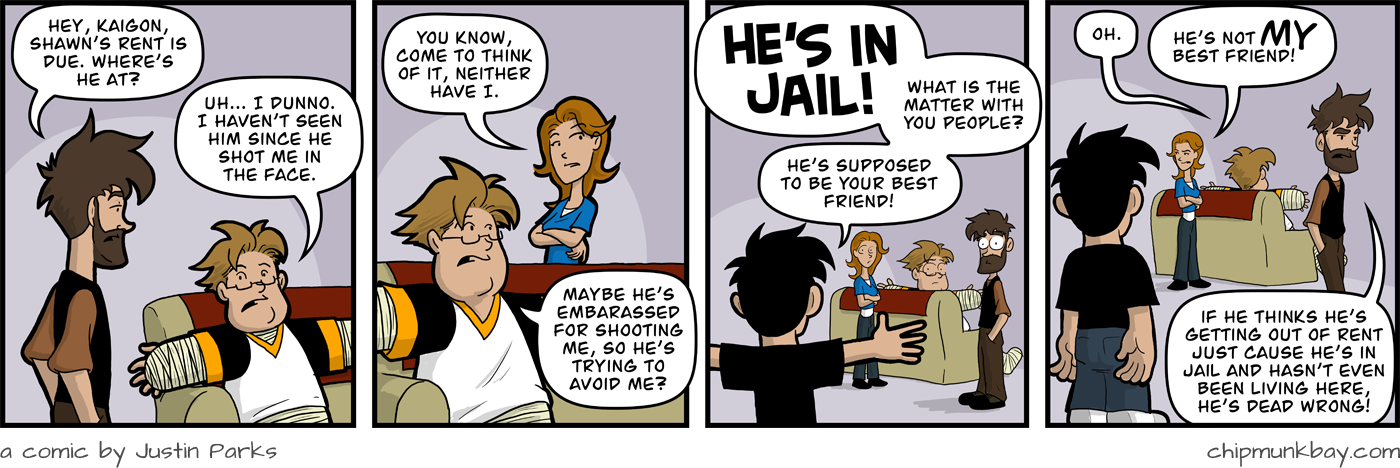 HEY, KAIGON,
SHAWN'S RENT IS
DUE. WHERE'S
HE AT?
UH... I DUNNO.
I HAVEN'T SEEN
HIM SINCE HE
SHOT ME IN
THE FACE.
YOU KNOW,
COME TO THINK
OF IT, NEITHER
HAVE I.
MAYBE HE'S
EMBARASSED
FOR SHOOTING
ME, SO HE'S
TRYING TO
AVOID ME?
HE'S IN
JAIL!
WHAT IS THE
MATTER WITH
YOU PEOPLE?
HE'S SUPPOSED
TO BE YOUR BEST
FRIEND!
OH.
HE'S NOT MY
BEST FRIEND!
IF HE THINKS HE'S
GETTING OUT OF RENT
JUST CAUSE HE'S IN
JAIL AND HASN'T EVEN
BEEN LIVING HERE,
HE'S DEAD WRONG!
a comic by Justin Parks
chipmunkbay.com